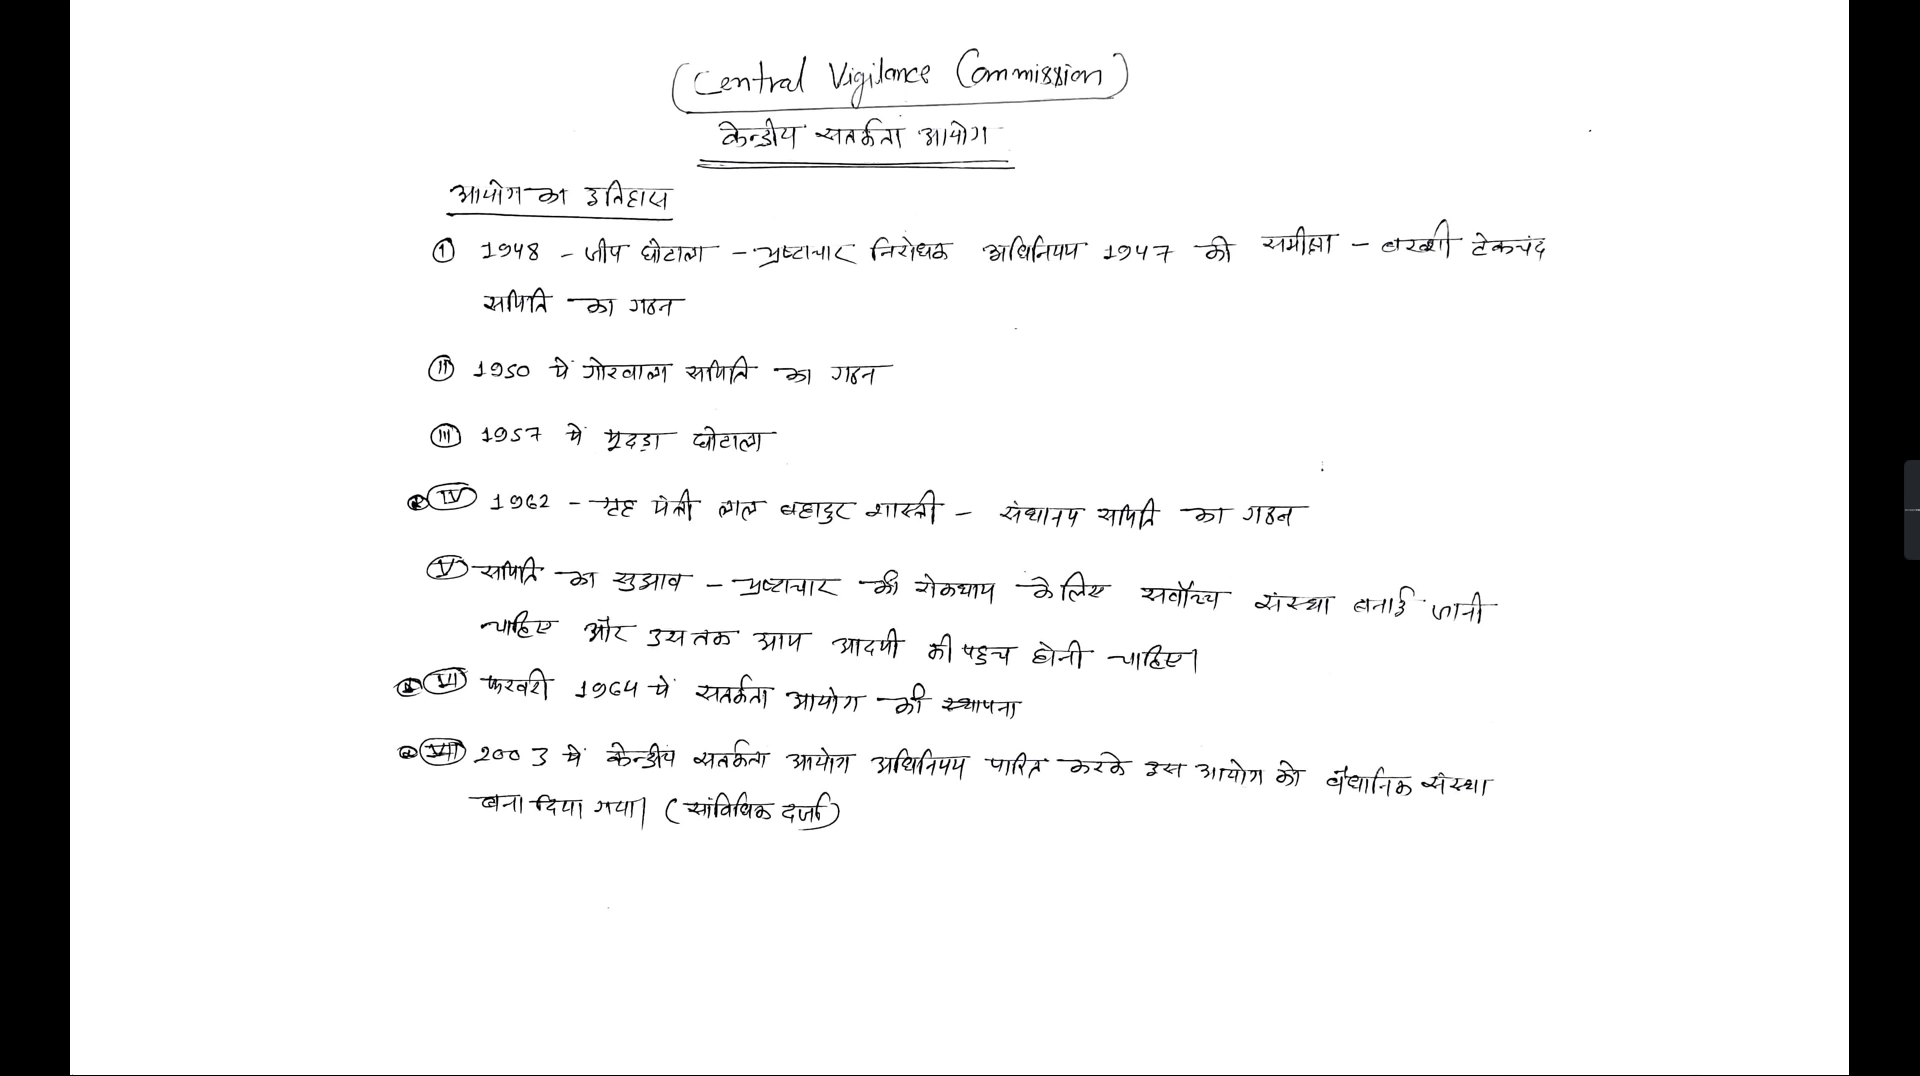 (Central Vigilance Commission)
केन्द्रीय सतर्कता आयोग
आयोग का इतिहास
(I) 1948 - जीप घोटाला - भ्रष्टाचार निरोधक अधिनियम 1947 की समीक्षा - बख्शी टेकचंद
समिति का गठन
(II) 1950 में गोरवाला समिति का गठन
(III) 1957 में मूदड़ा घोटाला
(IV) 1962 - गृह मंत्री लाल बहादुर शास्त्री - संथानम समिति का गठन
(V) समिति का सुझाव - भ्रष्टाचार की रोकथाम के लिए सर्वोच्च संस्था बनाई जानी
चाहिए और उस तक आम आदमी की पहुच होनी चाहिए।
(VI) फरवरी 1964 में सतर्कता आयोग की स्थापना
(VII) 2003 में केन्द्रीय सतर्कता आयोग अधिनियम पारित करके इस आयोग को वैधानिक संस्था
बना दिया गया। (सांविधिक दर्जा)